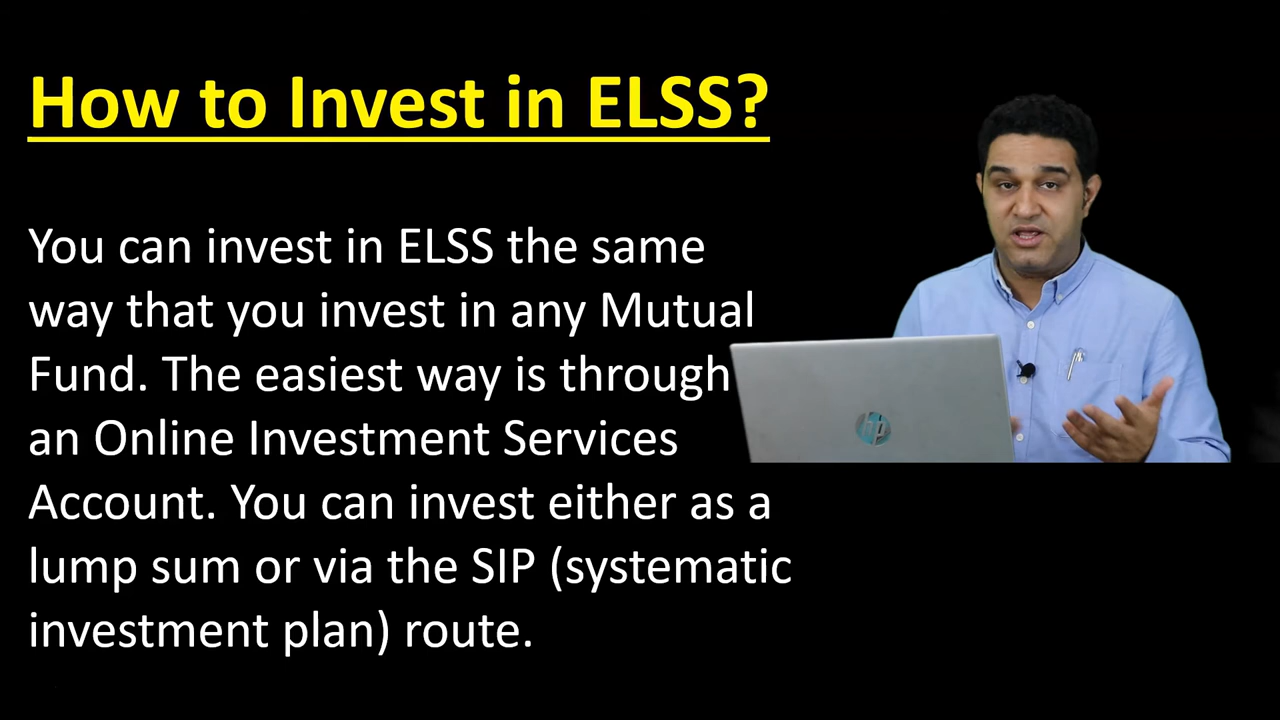 How to Invest in ELSS?
You can invest in ELSS the same
way that you invest in any Mutual
Fund. The easiest way is through
an Online Investment Services
Account. You can invest either as a
lump sum or via the SIP (systematic
investment plan) route.
hp